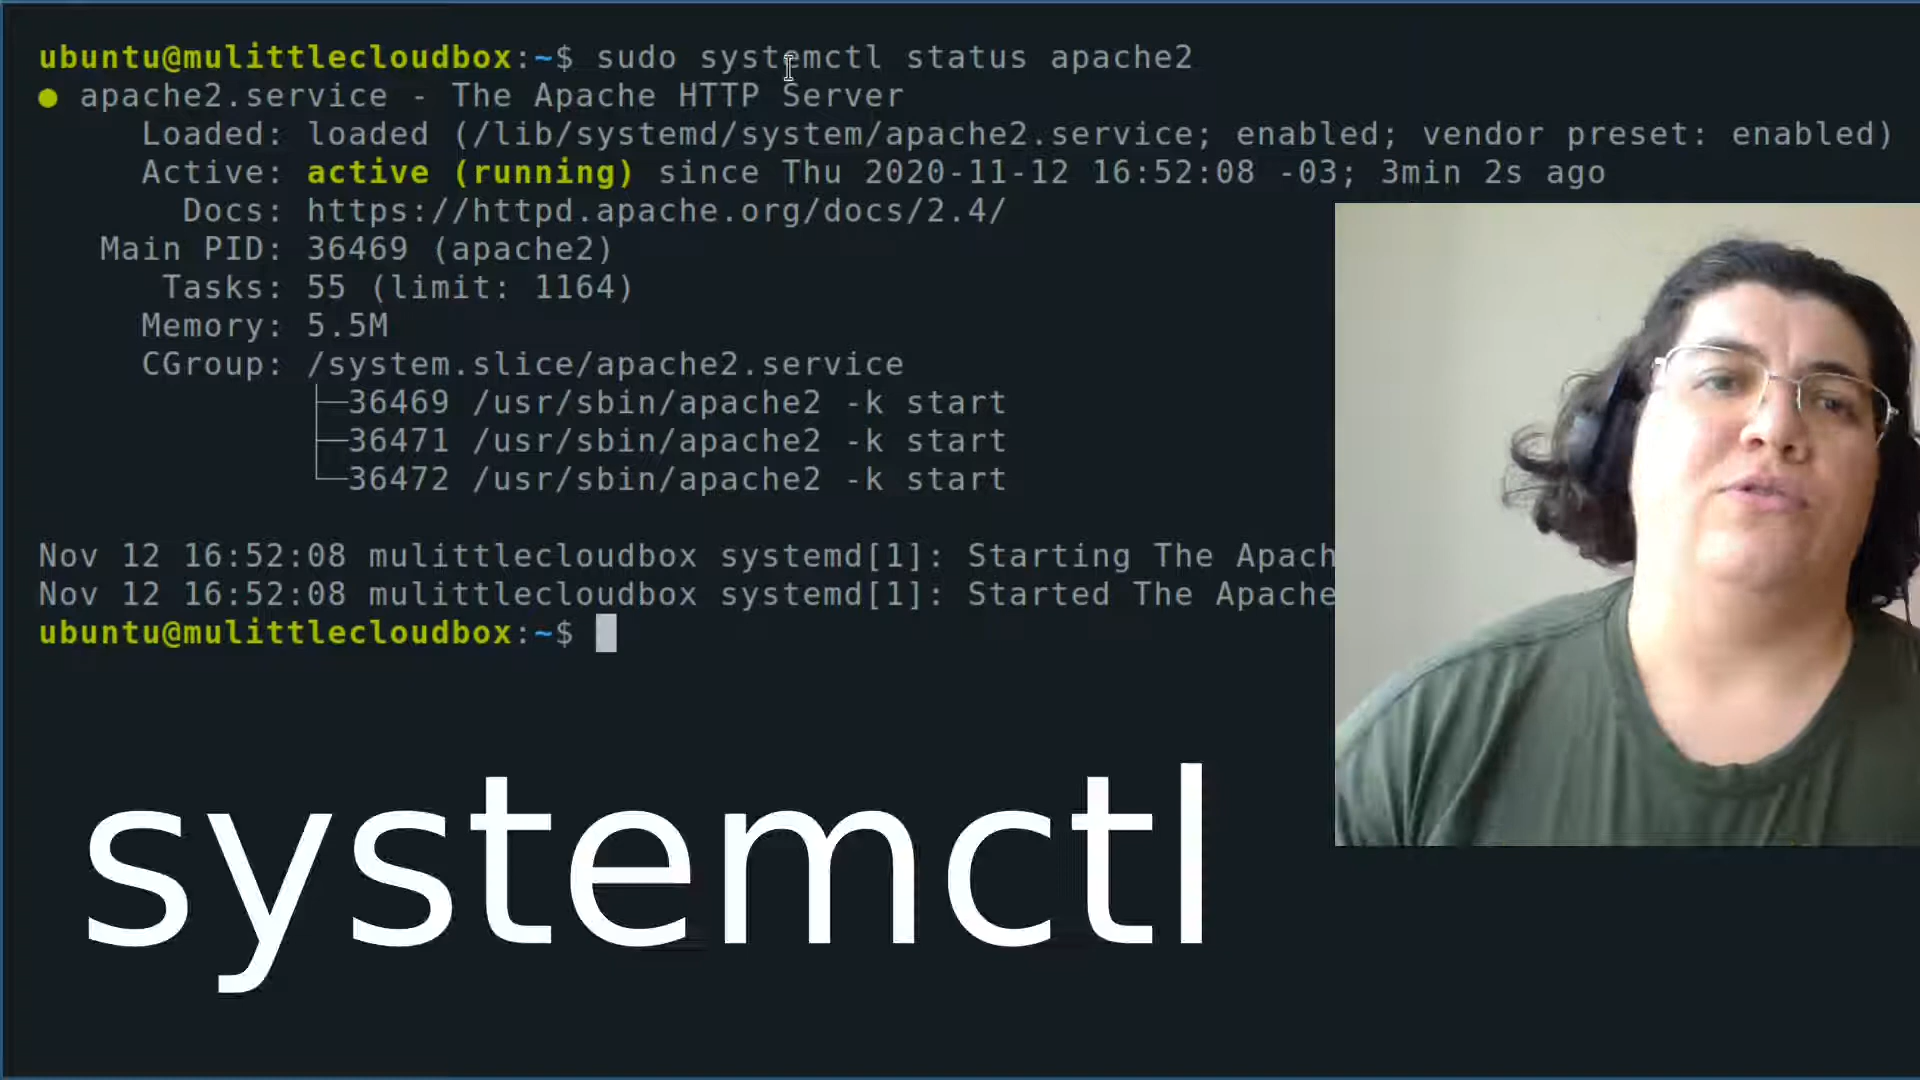 ubuntu@mulittlecloudbox:~$ sudo systemctl status apache2
● apache2.service - The Apache HTTP Server
Loaded: loaded (/lib/systemd/system/apache2.service; enabled; vendor preset: enabled)
Active: active (running) since Thu 2020-11-12 16:52:08 -03; 3min 2s ago
Docs: https://httpd.apache.org/docs/2.4/
Main PID: 36469 (apache2)
Tasks: 55 (limit: 1164)
Memory: 5.5M
CGroup: /system.slice/apache2.service
├─36469 /usr/sbin/apache2 -k start
├─36471 /usr/sbin/apache2 -k start
└─36472 /usr/sbin/apache2 -k start
Nov 12 16:52:08 mulittlecloudbox systemd[1]: Starting The Apach
Nov 12 16:52:08 mulittlecloudbox systemd[1]: Started The Apache
ubuntu@mulittlecloudbox:~$
systemctl